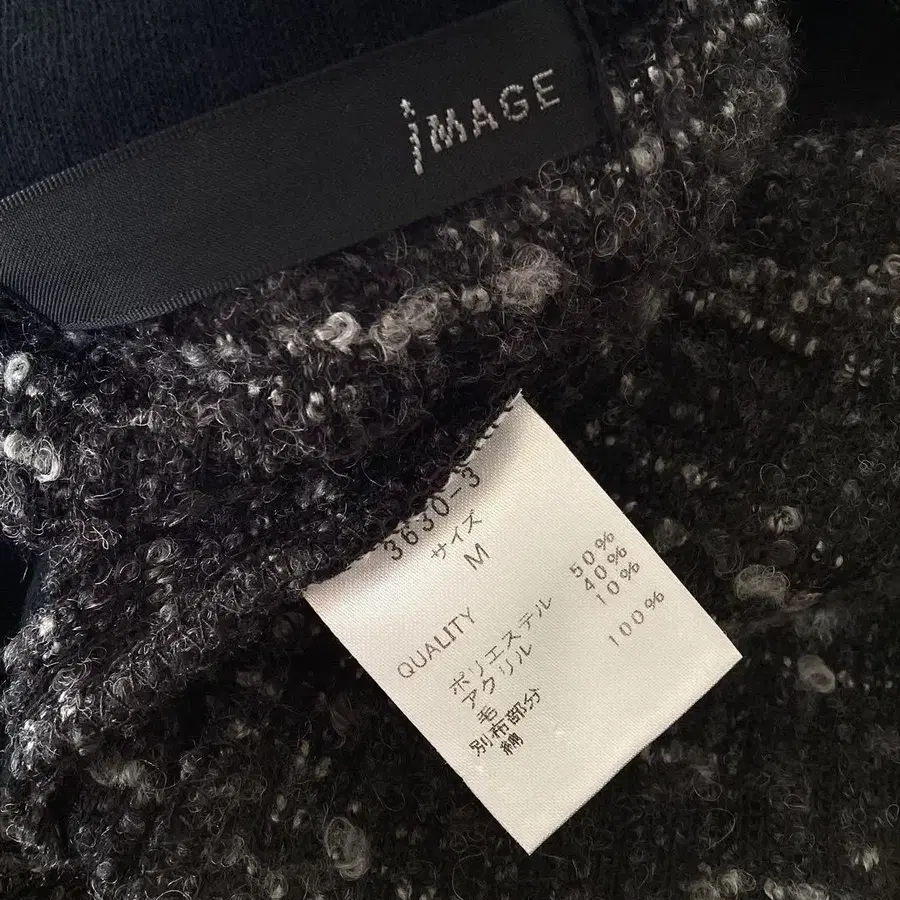 iMAGE
3630-3
サイズ
M
QUALITY
ポリエステル 50%
アクリル 40%
毛 10%
別布部分
綿 100%